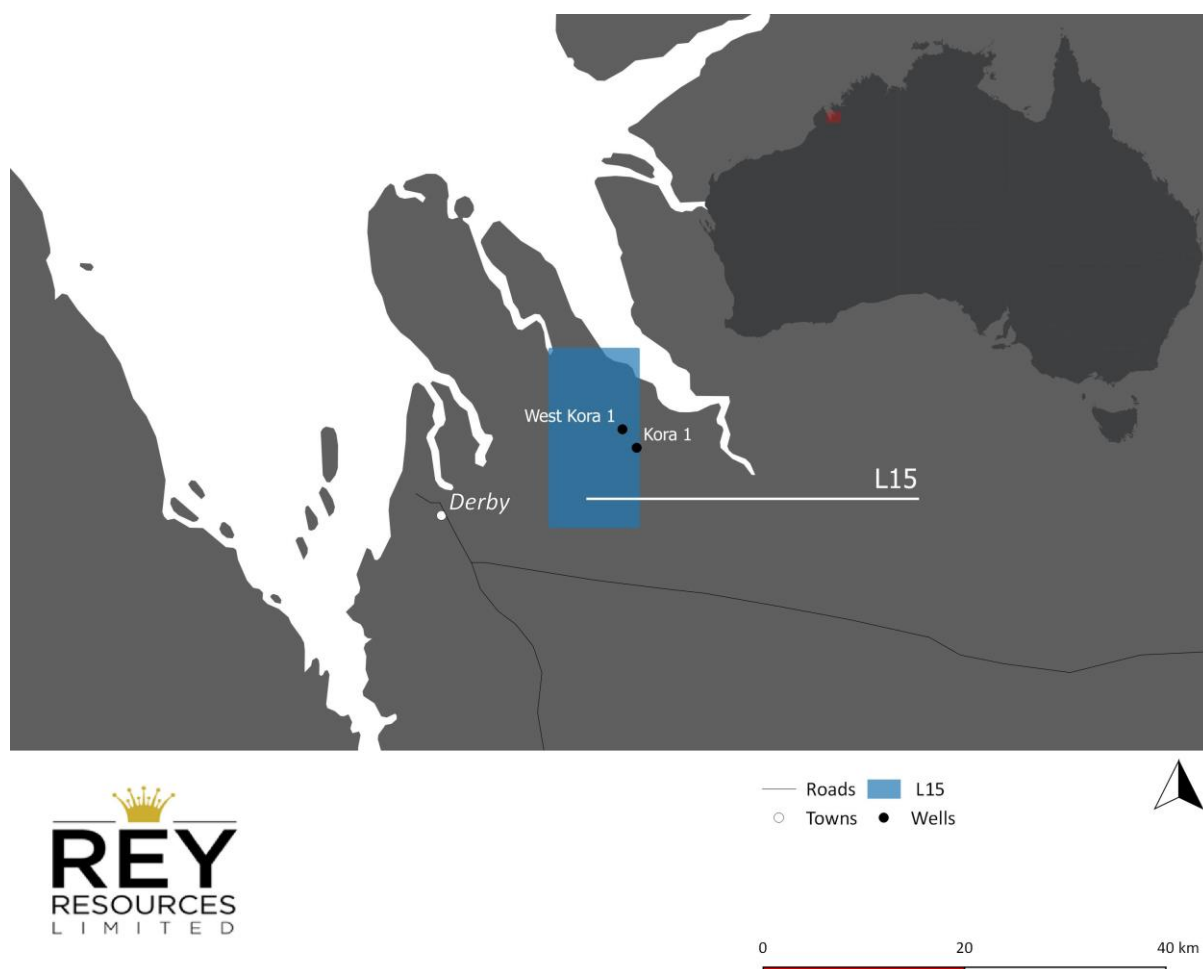 West Kora 1
Kora 1
L15
Derby
Roads L15
Towns Wells
REY
RESOURCES
LIMITED
0 20 40 km